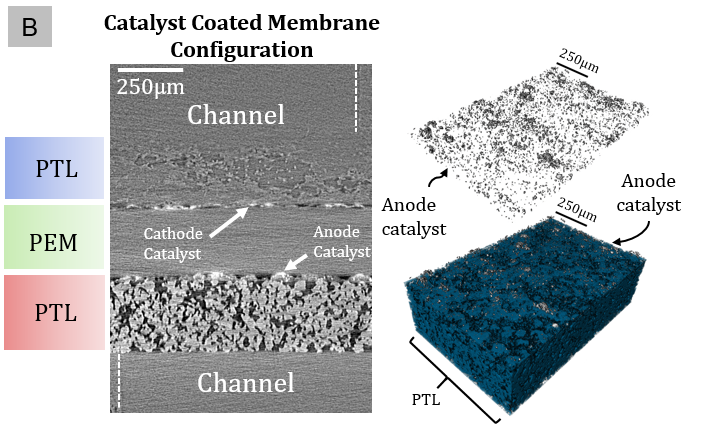 B
Catalyst Coated Membrane
Configuration
250μm
Channel
PTL
PEM
PTL
Cathode
Catalyst
Anode
Catalyst
Channel
250μm
Anode
catalyst
Anode
catalyst
250μm
PTL